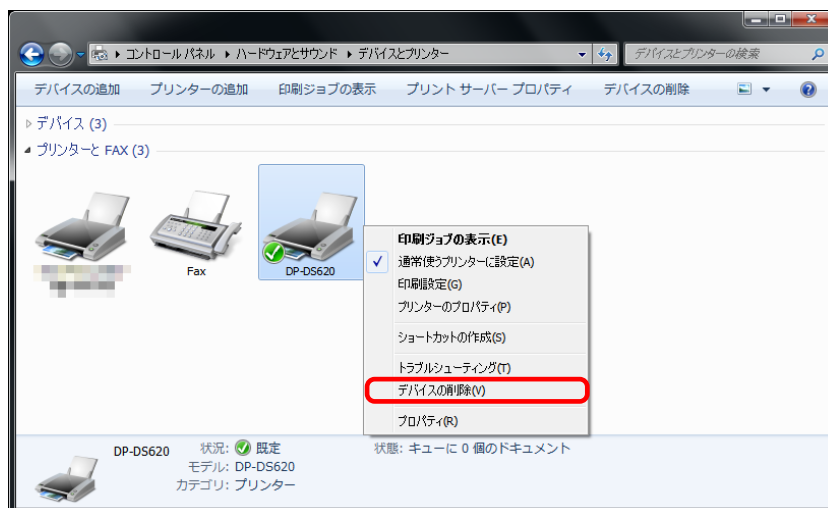 ▸ コントロール パネル ▸ ハードウェアとサウンド ▸ デバイスとプリンター
デバイスとプリンターの検索
デバイスの追加 プリンターの追加 印刷ジョブの表示 プリント サーバー プロパティ デバイスの削除
デバイス (3)
プリンターと FAX (3)
Fax
DP-DS620
印刷ジョブの表示(E)
通常使うプリンターに設定(A)
印刷設定(G)
プリンターのプロパティ(P)
ショートカットの作成(S)
トラブルシューティング(T)
デバイスの削除(V)
プロパティ(R)
DP-DS620 状況: 既定 状態: キューに 0 個のドキュメント
モデル: DP-DS620
カテゴリ: プリンター